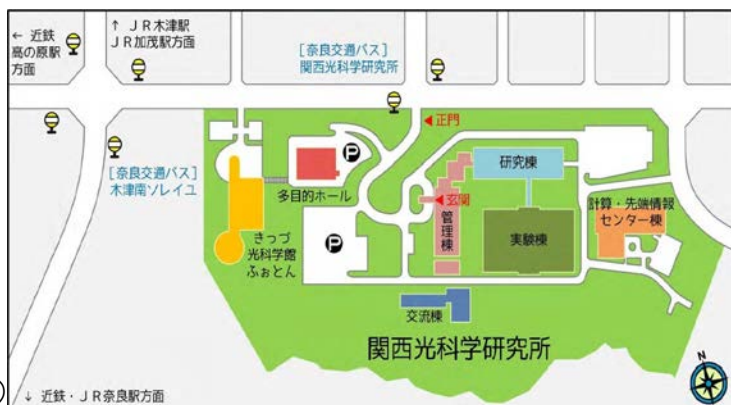 ← 近鉄
高の原駅
方面
↑ JR木津駅
JR加茂駅方面
[奈良交通バス]
関西光科学研究所
◀正門
[奈良交通バス]
木津南ソレイユ
P
多目的ホール
研究棟
◀玄関
管理棟
実験棟
計算・先端情報
センター棟
きっづ
光科学館
ふぉとん
P
交流棟
関西光科学研究所
N
↓ 近鉄・JR奈良駅方面